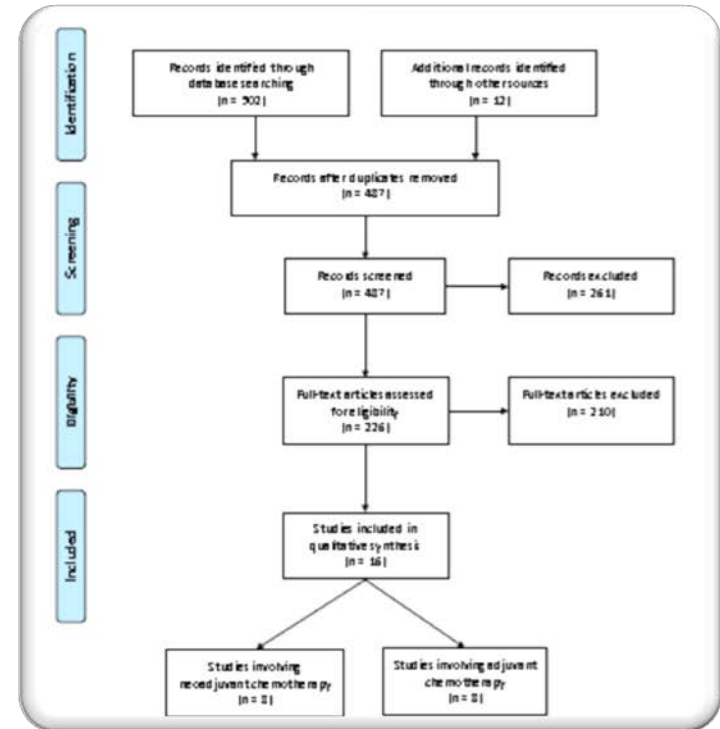 Identification
Records identified through
database searching
(n =
Additional records identified
through other sources
(n = 12)
Records after duplicates removed
(n = 487)
Screening
Records screened
(n = 487)
Records excluded
(n = 261)
Eligibility
Full-text articles assessed
for eligibility
(n = 226)
Full-text articles excluded
(n = 210)
Included
Studies included in
qualitative synthesis
(n = 16)
Studies involving
neoadjuvant chemotherapy
(n = 8)
Studies involving adjuvant
chemotherapy
(n = 8)